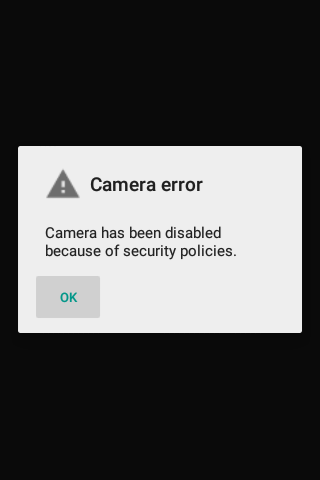 Camera error
Camera has been disabled
because of security policies.
OK